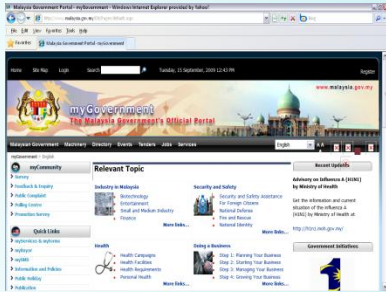 Malaysia Government Portal - myGovernment - Windows Internet Explorer provided by Yahoo!
File Edit View Favorites Tools Help
Favorites Malaysia Government Portal - myGovernment
Home Site Map Login Search Tuesday, 15 September, 2009 12:43 PM Register
www.malaysia.gov.my
myGovernment
The Malaysia Government's Official Portal
Malaysian Government Machinery Directory Events Tenders Jobs Services English
myGovernment > English
myCommunity
Survey
Feedback & Inquiry
Public Complaint
Polling Centre
Promotion Survey
Quick Links
myServices & myForms
myBayar
mySMS
Information and Policies
Public Holiday
Publication
Relevant Topic
Industry in Malaysia
Biotechnology
Entertainment
Small and Medium Industry
Finance
More links...
Security and Safety
Security and Safety Assistance For Foreign Citizens
National Defence
Fire and Rescue
National Identity
More links...
Health
Health Campaigns
Health Facilities
Health Requirements
Personal Health
More links...
Doing a Business
Step 1: Planning Your Business
Step 2: Starting Your Business
Step 3: Managing Your Business
Step 4: Growing Your Business
More links...
Recent Updates
Advisory on Influenza A (H1N1) by Ministry of Health
Get the information and current situation of the Influenza A (H1N1) by Ministry of Health at
http://h1n1.moh.gov.my/
Government Initiatives
1